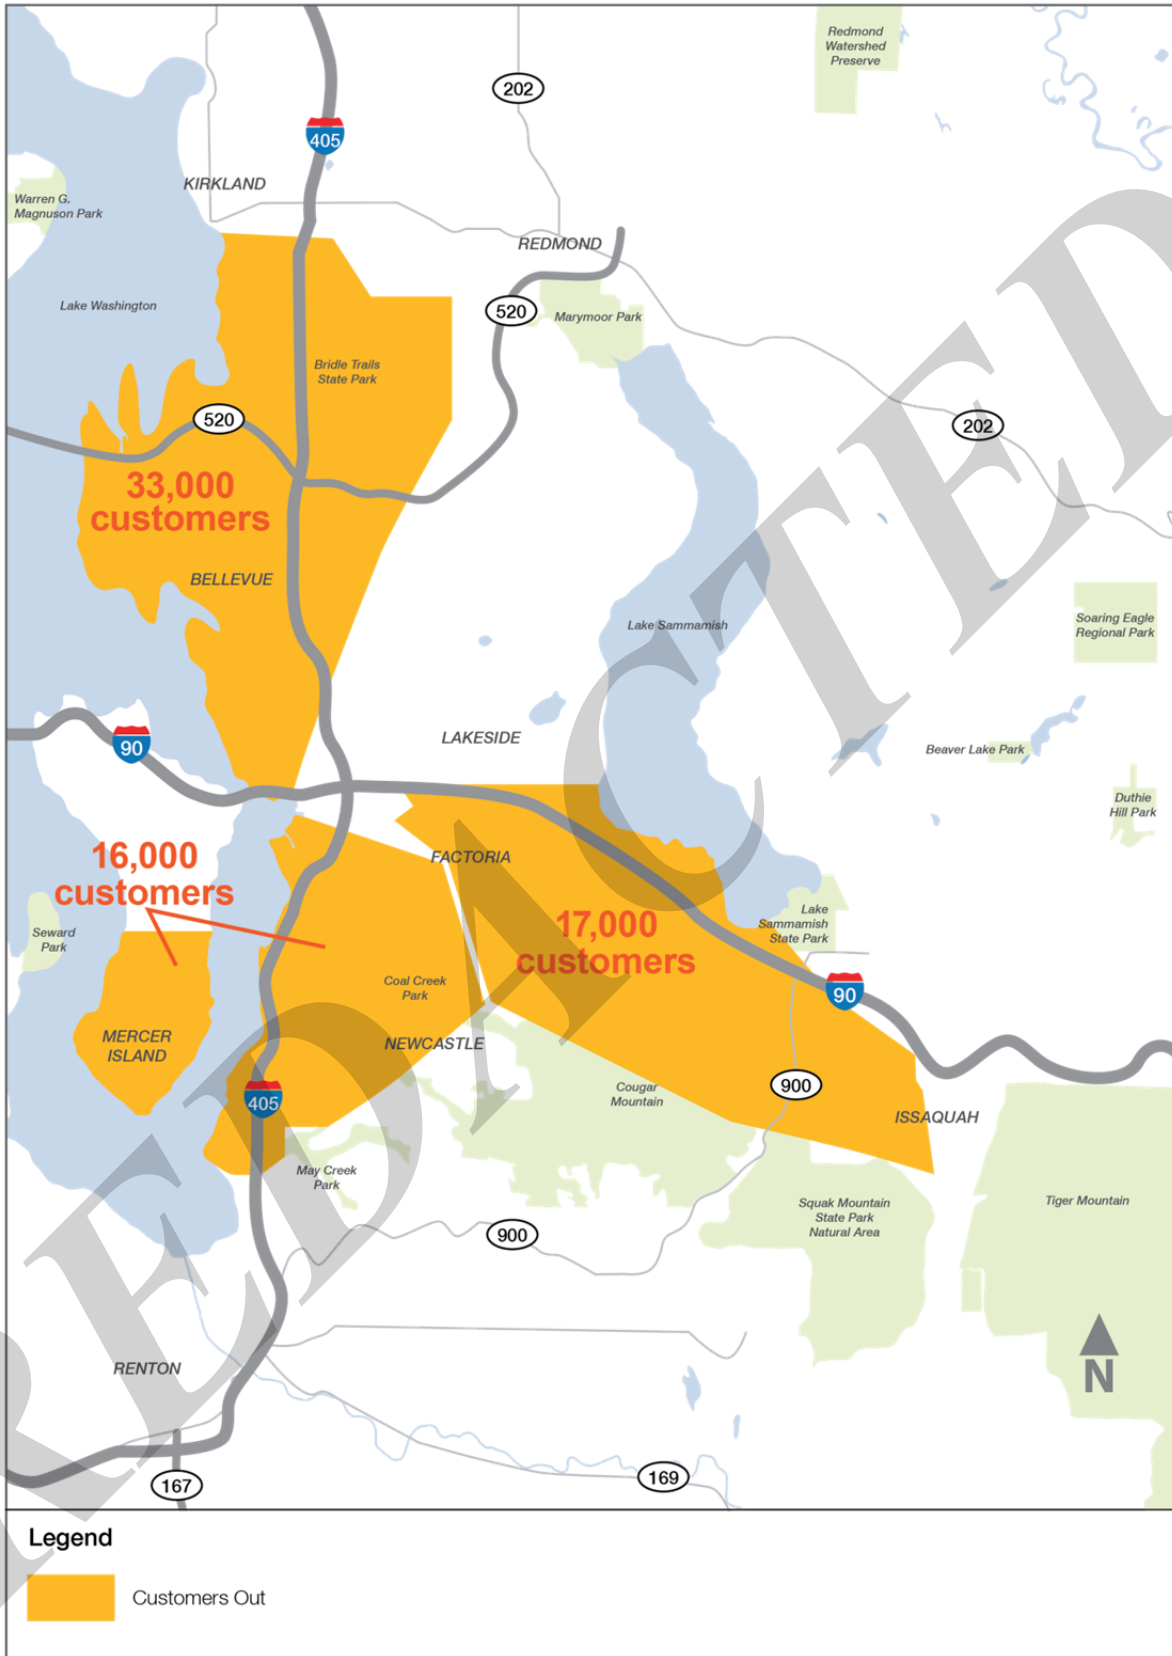 Redmond
Watershed
Preserve
202
405
KIRKLAND
Warren G.
Magnuson Park
REDMOND
Lake Washington
520
Marymoor Park
Bridle Trails
State Park
520
202
33,000
customers
BELLEVUE
Soaring Eagle
Regional Park
Lake Sammamish
LAKESIDE
90
Beaver Lake Park
Duthie
Hill Park
16,000
customers
FACTORIA
17,000
customers
Lake
Sammamish
State Park
Seward
Park
Coal Creek
Park
90
MERCER
ISLAND
NEWCASTLE
900
Cougar
Mountain
405
ISSAQUAH
May Creek
Park
Squak Mountain
State Park
Natural Area
Tiger Mountain
900
RENTON
N
169
167
REDACTED
Legend
Customers Out